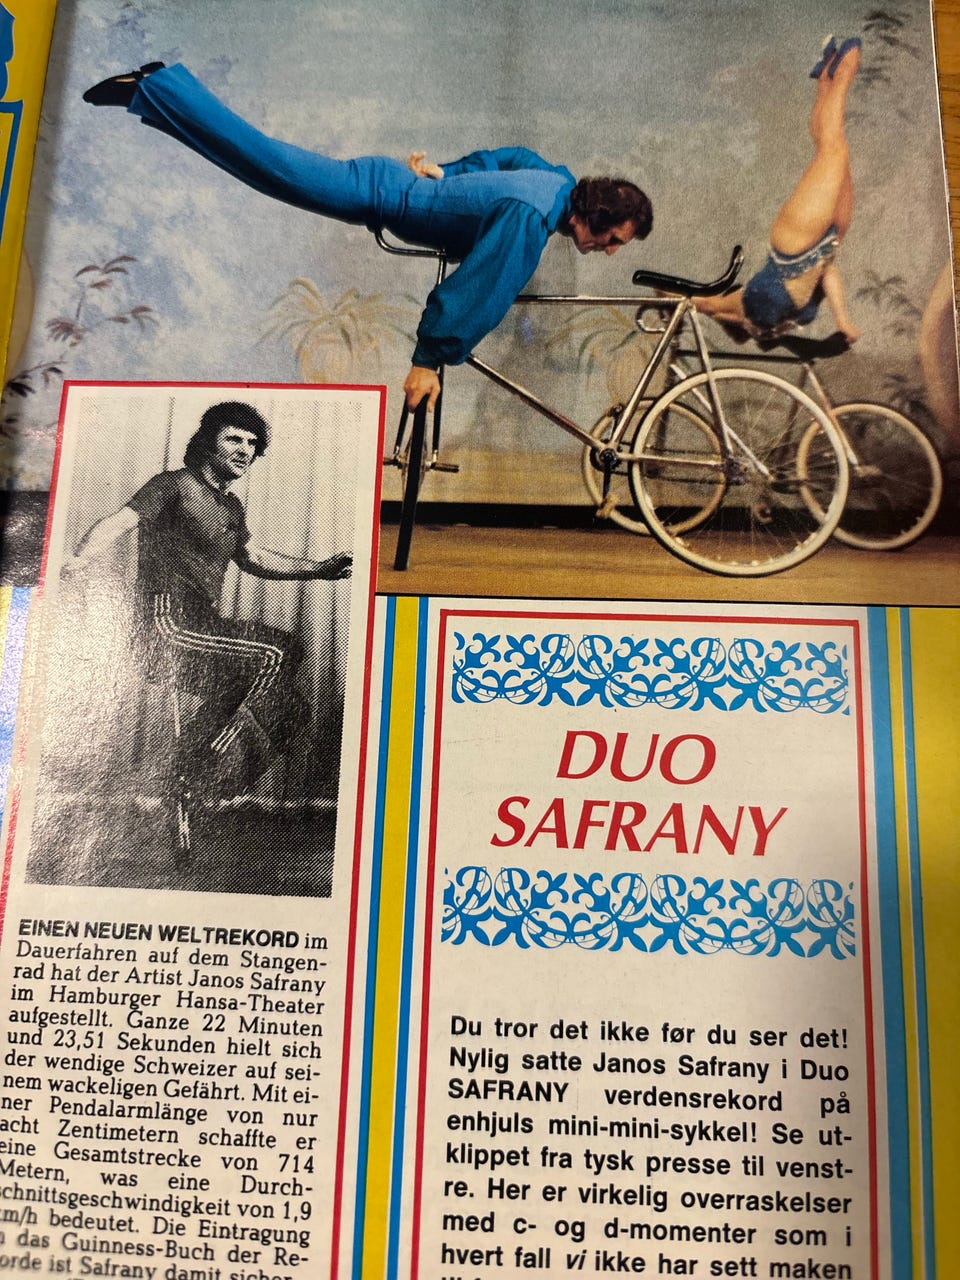 EINEN NEUEN WELTREKORD im
Dauerfahren auf dem Stangen-
rad hat der Artist Janos Safrany
im Hamburger Hansa-Theater
aufgestellt. Ganze 22 Minuten
und 23,51 Sekunden hielt sich
der wendige Schweizer auf sei-
nem wackeligen Gefährt. Mit ei-
ner Pendalarmlänge von nur
acht Zentimetern schaffte er
eine Gesamtstrecke von 714
Metern, was eine Durch-
schnittsgeschwindigkeit von 1,9
km/h bedeutet. Die Eintragung
das Guinness-Buch der Re-
orde ist Safrany damit sicher
DUO
SAFRANY
Du tror det ikke før du ser det!
Nylig satte Janos Safrany i Duo
SAFRANY verdensrekord på
enhjuls mini-mini-sykkel! Se ut-
klippet fra tysk presse til venst-
re. Her er virkelig overraskelser
med c- og d-momenter som i
hvert fall vi ikke har sett maken